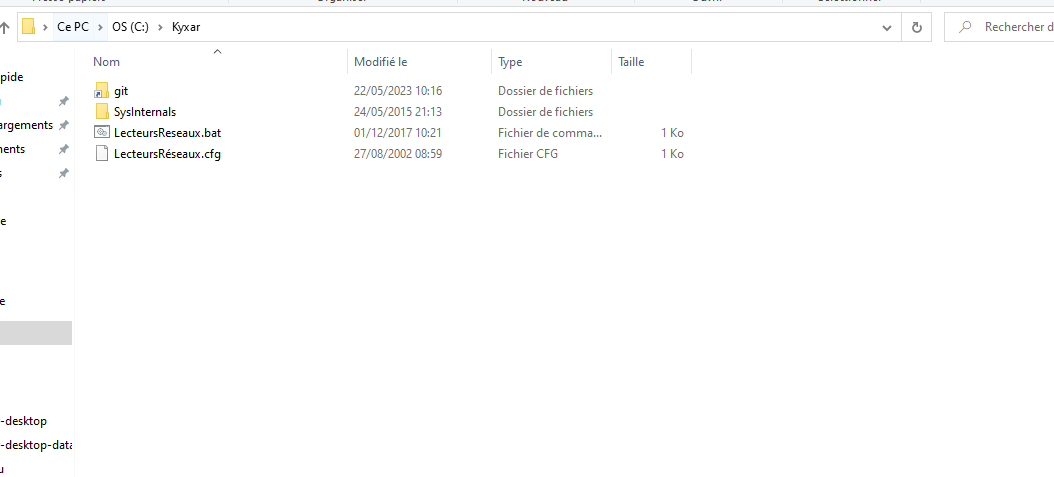 Ce PC > OS (C:) > Kyxar
Rechercher d
Nom Modifié le Type Taille
pide
git 22/05/2023 10:16 Dossier de fichiers
SysInternals 24/05/2015 21:13 Dossier de fichiers
argements
LecteursReseaux.bat 01/12/2017 10:21 Fichier de comma... 1 Ko
ments
LecteursRéseaux.cfg 27/08/2002 08:59 Fichier CFG 1 Ko
s
e
e
-desktop
-desktop-data
u